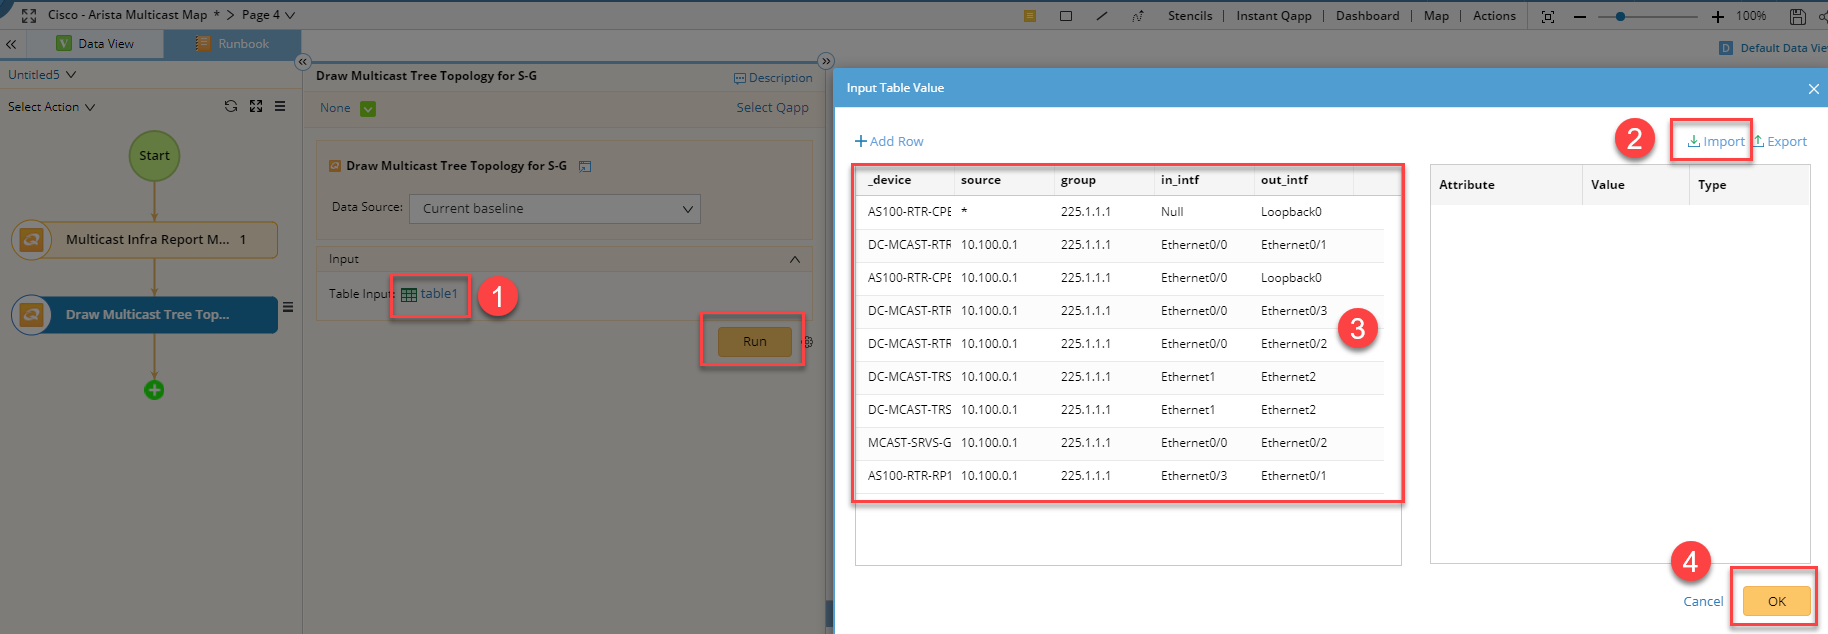 Cisco - Arista Multicast Map * > Page 4
Stencils | Instant Qapp | Dashboard | Map | Actions
100%
Data View
Runbook
D Default Data Vie
Untitled5
Select Action
Start
Multicast Infra Report M... 1
Draw Multicast Tree Top...
Draw Multicast Tree Topology for S-G
Description
None
Select Qapp
Draw Multicast Tree Topology for S-G
Data Source: Current baseline
Input
Table Input: table1
1
Run
Input Table Value
+ Add Row
2
Import
Export
_device source group in_intf out_intf
AS100-RTR-CPE * 225.1.1.1 Null Loopback0
DC-MCAST-RTR 10.100.0.1 225.1.1.1 Ethernet0/0 Ethernet0/1
AS100-RTR-CPE 10.100.0.1 225.1.1.1 Ethernet0/0 Loopback0
DC-MCAST-RTR 10.100.0.1 225.1.1.1 Ethernet0/0 Ethernet0/3
DC-MCAST-RTR 10.100.0.1 225.1.1.1 Ethernet0/0 Ethernet0/2
DC-MCAST-TRS 10.100.0.1 225.1.1.1 Ethernet1 Ethernet2
DC-MCAST-TRS 10.100.0.1 225.1.1.1 Ethernet1 Ethernet2
MCAST-SRVS-G 10.100.0.1 225.1.1.1 Ethernet0/0 Ethernet0/2
AS100-RTR-RP1 10.100.0.1 225.1.1.1 Ethernet0/3 Ethernet0/1
3
Attribute Value Type
4
Cancel
OK